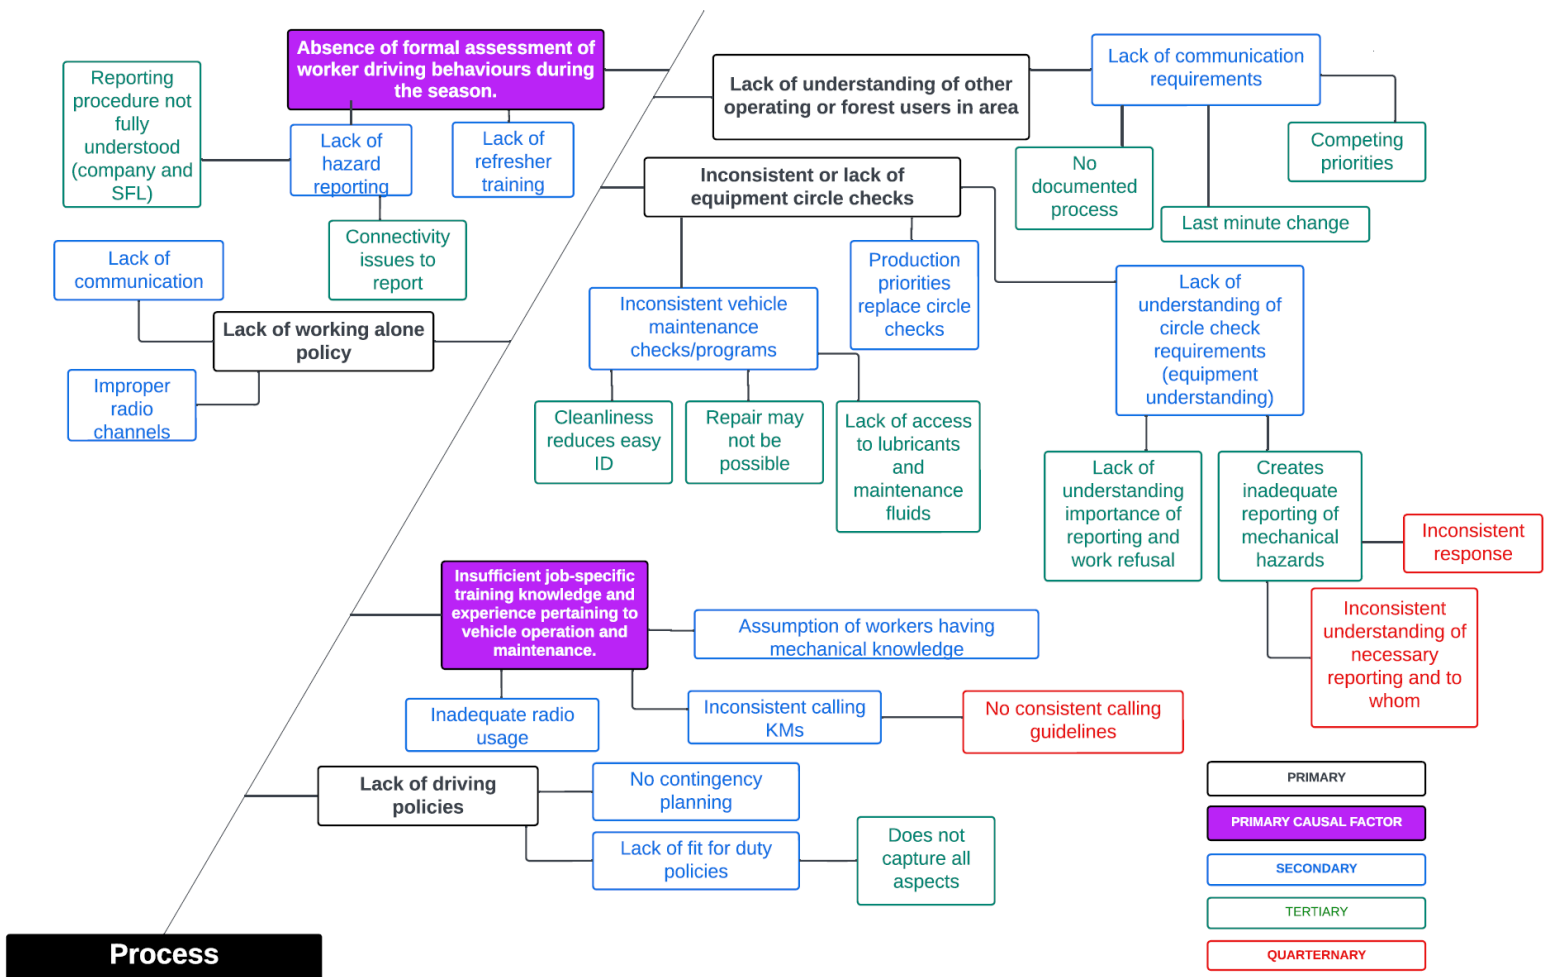 Absence of formal assessment of
worker driving behaviours during
the season.
Reporting
procedure not
fully
understood
(company and
SFL)
Lack of
hazard
reporting
Lack of
refresher
training
Connectivity
issues to
report
Lack of
communication
Lack of working alone
policy
Improper
radio
channels
Lack of understanding of other
operating or forest users in area
Lack of communication
requirements
No
documented
process
Last minute change
Competing
priorities
Inconsistent or lack of
equipment circle checks
Inconsistent vehicle
maintenance
checks/programs
Production
priorities
replace circle
checks
Lack of
understanding of
circle check
requirements
(equipment
understanding)
Cleanliness
reduces easy
ID
Repair may
not be
possible
Lack of access
to lubricants
and
maintenance
fluids
Lack of
understanding
importance of
reporting and
work refusal
Creates
inadequate
reporting of
mechanical
hazards
Inconsistent
response
Inconsistent
understanding of
necessary
reporting and to
whom
Insufficient job-specific
training knowledge and
experience pertaining to
vehicle operation and
maintenance.
Assumption of workers having
mechanical knowledge
Inadequate radio
usage
Inconsistent calling
KMs
No consistent calling
guidelines
Lack of driving
policies
No contingency
planning
Lack of fit for duty
policies
Does not
capture all
aspects
PRIMARY
PRIMARY CAUSAL FACTOR
SECONDARY
TERTIARY
QUARTERNARY
Process